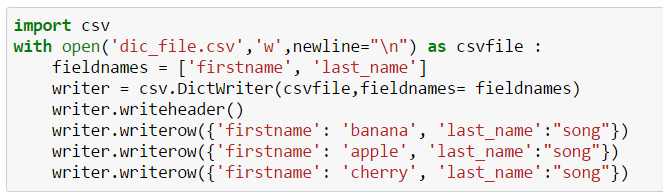 import csv
with open('dic_file.csv','w',newline="\n") as csvfile :
    fieldnames = ['firstname', 'last_name']
    writer = csv.DictWriter(csvfile,fieldnames= fieldnames)
    writer.writeheader()
    writer.writerow({'firstname': 'banana', 'last_name':"song"})
    writer.writerow({'firstname': 'apple', 'last_name':"song"})
    writer.writerow({'firstname': 'cherry', 'last_name':"song"})